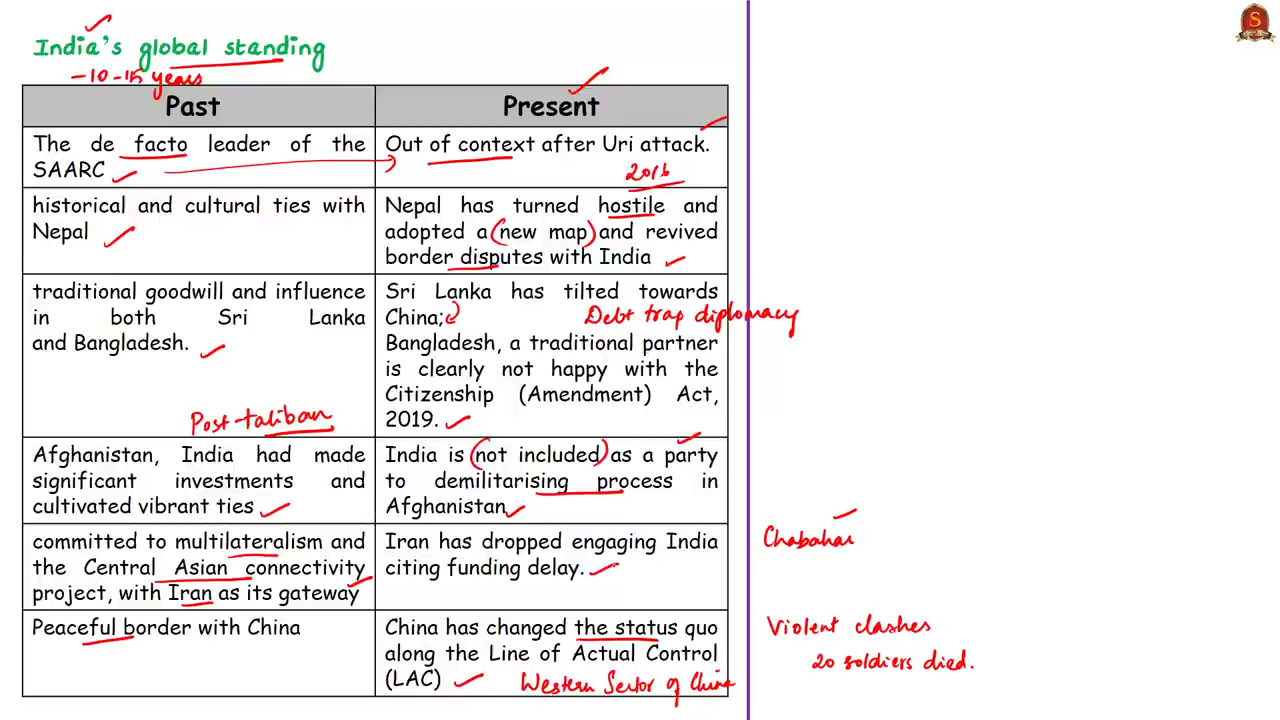 India's global standing
-10-15 years
Past
Present
The de facto leader of the
SAARC
Out of context after Uri attack.
2016
historical and cultural ties with
Nepal
Nepal has turned hostile and
adopted a (new map) and revived
border disputes with India
traditional goodwill and influence
in both Sri Lanka
and Bangladesh.
Sri Lanka has tilted towards
China;
Debt trap diplomacy
Bangladesh, a traditional partner
is clearly not happy with the
Citizenship (Amendment) Act,
2019.
Post-taliban
Afghanistan, India had made
significant investments and
cultivated vibrant ties
India is (not included) as a party
to demilitarising process in
Afghanistan
committed to multilateralism and
the Central Asian connectivity
project, with Iran as its gateway
Iran has dropped engaging India
citing funding delay.
Chabahar
Peaceful border with China
China has changed the status quo
along the Line of Actual Control
(LAC)
Western Sector of China
Violent clashes
20 soldiers died.
S